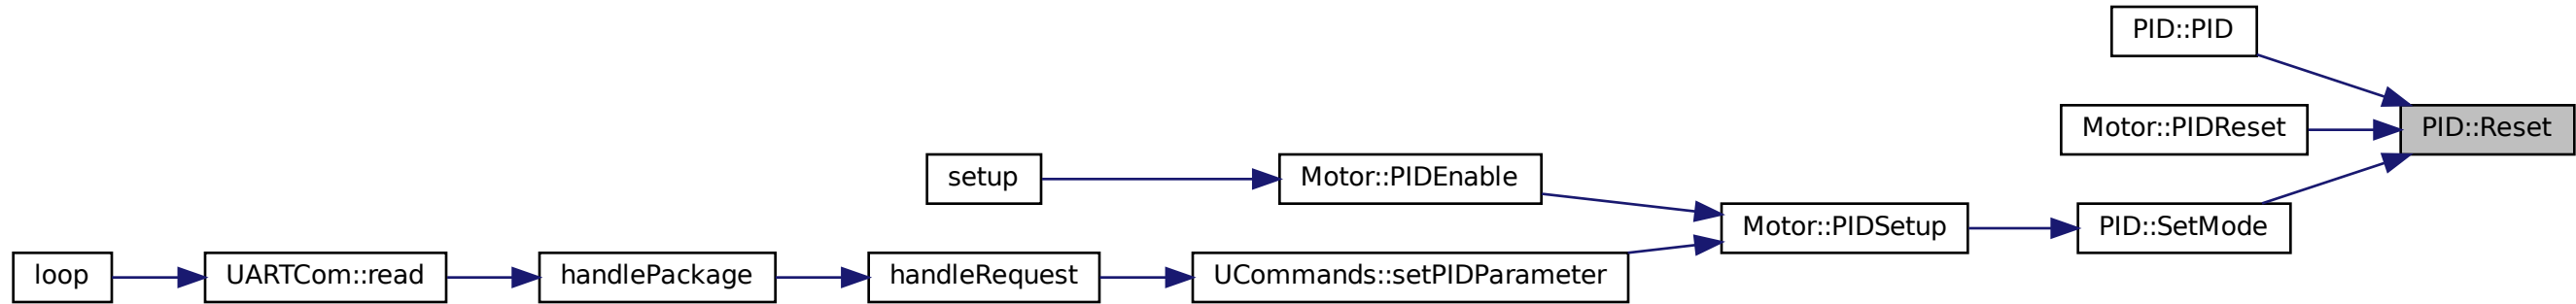 PID::PID
Motor::PIDReset
PID::Reset
setup
Motor::PIDEnable
Motor::PIDSetup
PID::SetMode
loop
UARTCom::read
handlePackage
handleRequest
UCommands::setPIDParameter